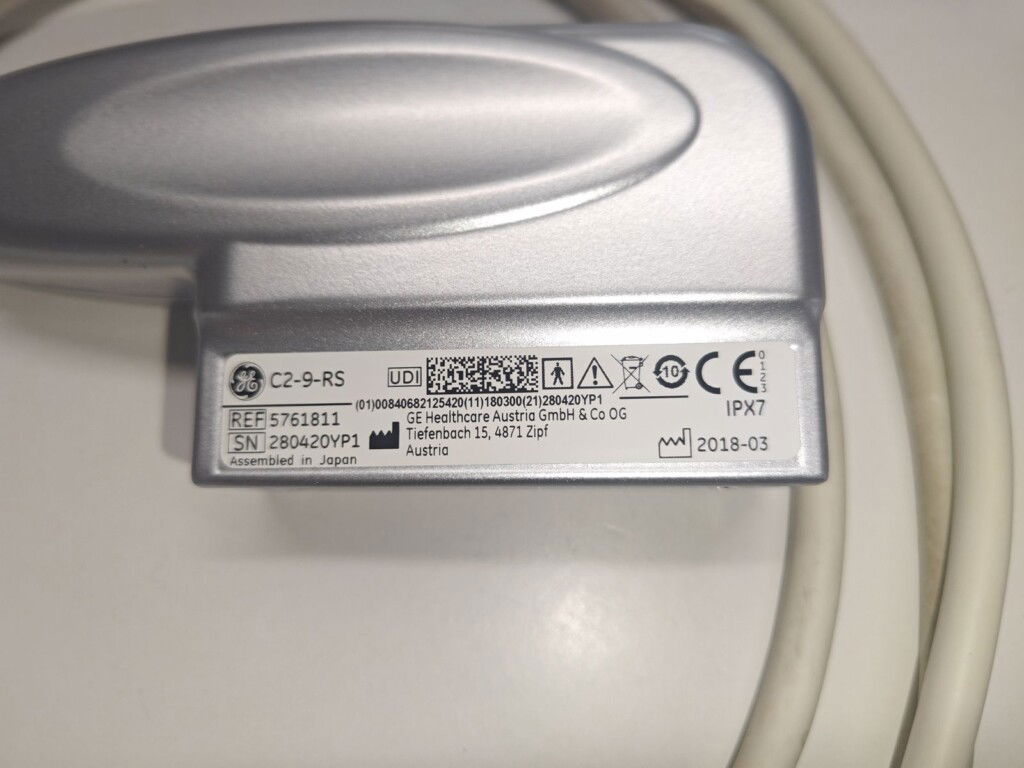 GE C2-9-RS
UDI
10
CE 0123
(01)00840682125420(11)180300(21)280420YP1
REF 5761811
GE Healthcare Austria GmbH & Co OG
IPX7
SN 280420YP1
Tiefenbach 15, 4871 Zipf
2018-03
Austria
Assembled in Japan